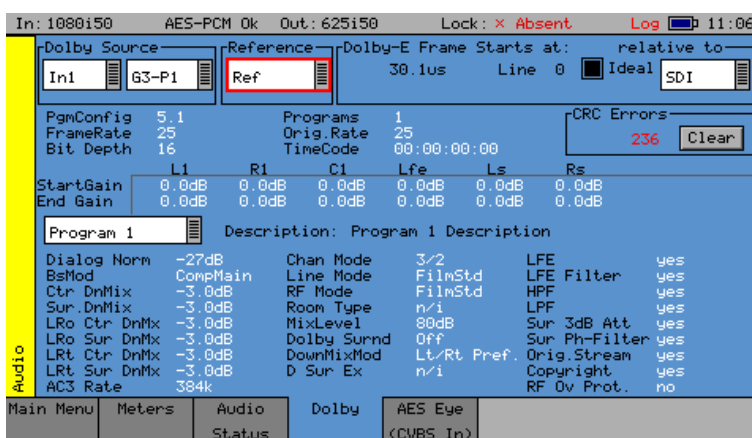 In: 1080i50 AES-PCM Ok Out: 625i50 Lock: × Absent Log 11:06
Dolby Source Reference Dolby-E Frame Starts at: relative to
In1 G3-P1 Ref 30.1us Line 0 Ideal SDI
PgmConfig 5.1 Programs 1 CRC Errors
FrameRate 25 Orig.Rate 25 236 Clear
Bit Depth 16 TimeCode 00:00:00:00
L1 R1 C1 Lfe Ls Rs
StartGain 0.0dB 0.0dB 0.0dB 0.0dB 0.0dB 0.0dB
End Gain 0.0dB 0.0dB 0.0dB 0.0dB 0.0dB 0.0dB
Program 1 Description: Program 1 Description
Dialog Norm -27dB Chan Mode 3/2 LFE yes
BsMod CompMain Line Mode FilmStd LFE Filter yes
Ctr DnMix -3.0dB RF Mode FilmStd HPF yes
Sur.DnMix -3.0dB Room Type n/i LPF yes
LRo Ctr DnMx -3.0dB MixLevel 80dB Sur 3dB Att yes
LRo Sur DnMx -3.0dB Dolby Surnd Off Sur Ph-Filter yes
LRt Ctr DnMx -3.0dB DownMixMod Lt/Rt Pref. Orig.Stream yes
LRt Sur DnMx -3.0dB D Sur Ex n/i Copyright yes
AC3 Rate 384k RF Ov Prot. no
Audio
Main Menu Meters Audio Status Dolby AES Eye (CVBS In)